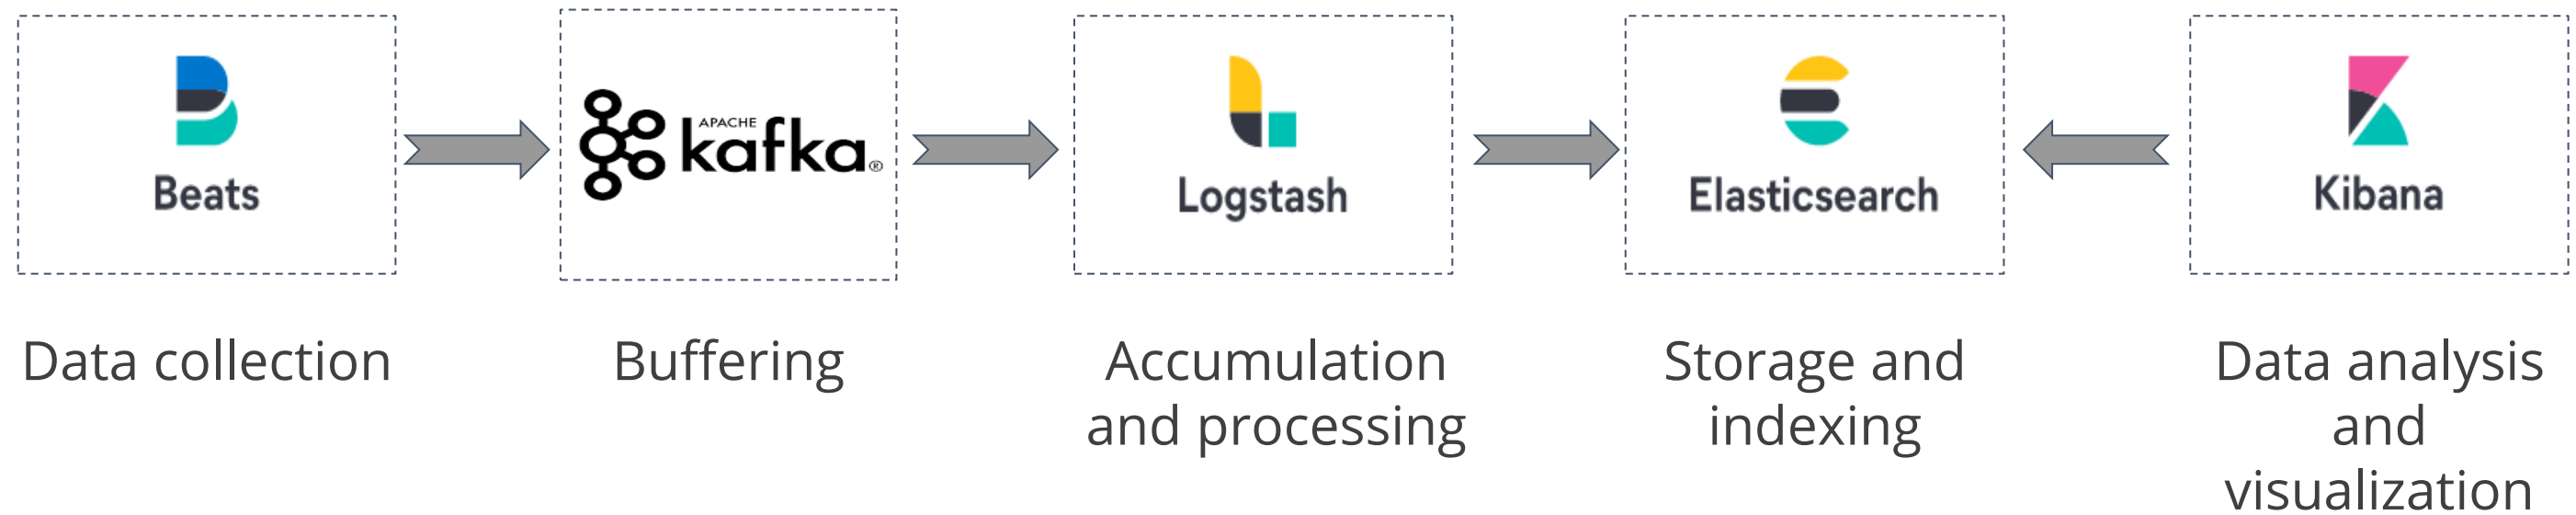 Beats
APACHE
kafka®
Logstash
Elasticsearch
Kibana
Data collection
Buffering
Accumulation
and processing
Storage and
indexing
Data analysis
and
visualization